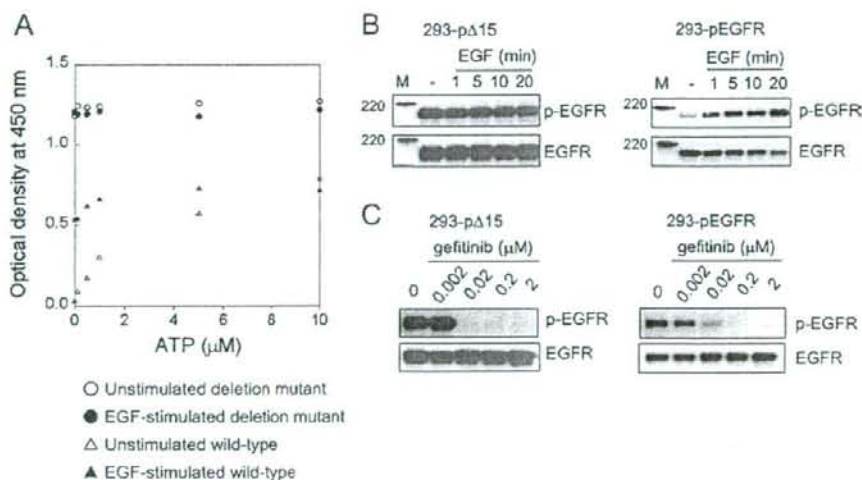 A
1.5
1.0
0.5
0.0
Optical density at 450 nm
0 2 4 6 8 10
ATP (μM)
○ Unstimulated deletion mutant
● EGF-stimulated deletion mutant
△ Unstimulated wild-type
▲ EGF-stimulated wild-type
B
293-pΔ15
EGF (min)
M - 1 5 10 20
220
p-EGFR
220
EGFR
293-pEGFR
EGF (min)
M - 1 5 10 20
220
p-EGFR
220
EGFR
C
293-pΔ15
gefitinib (μM)
0 0.002 0.02 0.2 2
p-EGFR
EGFR
293-pEGFR
gefitinib (μM)
0 0.002 0.02 0.2 2
p-EGFR
EGFR